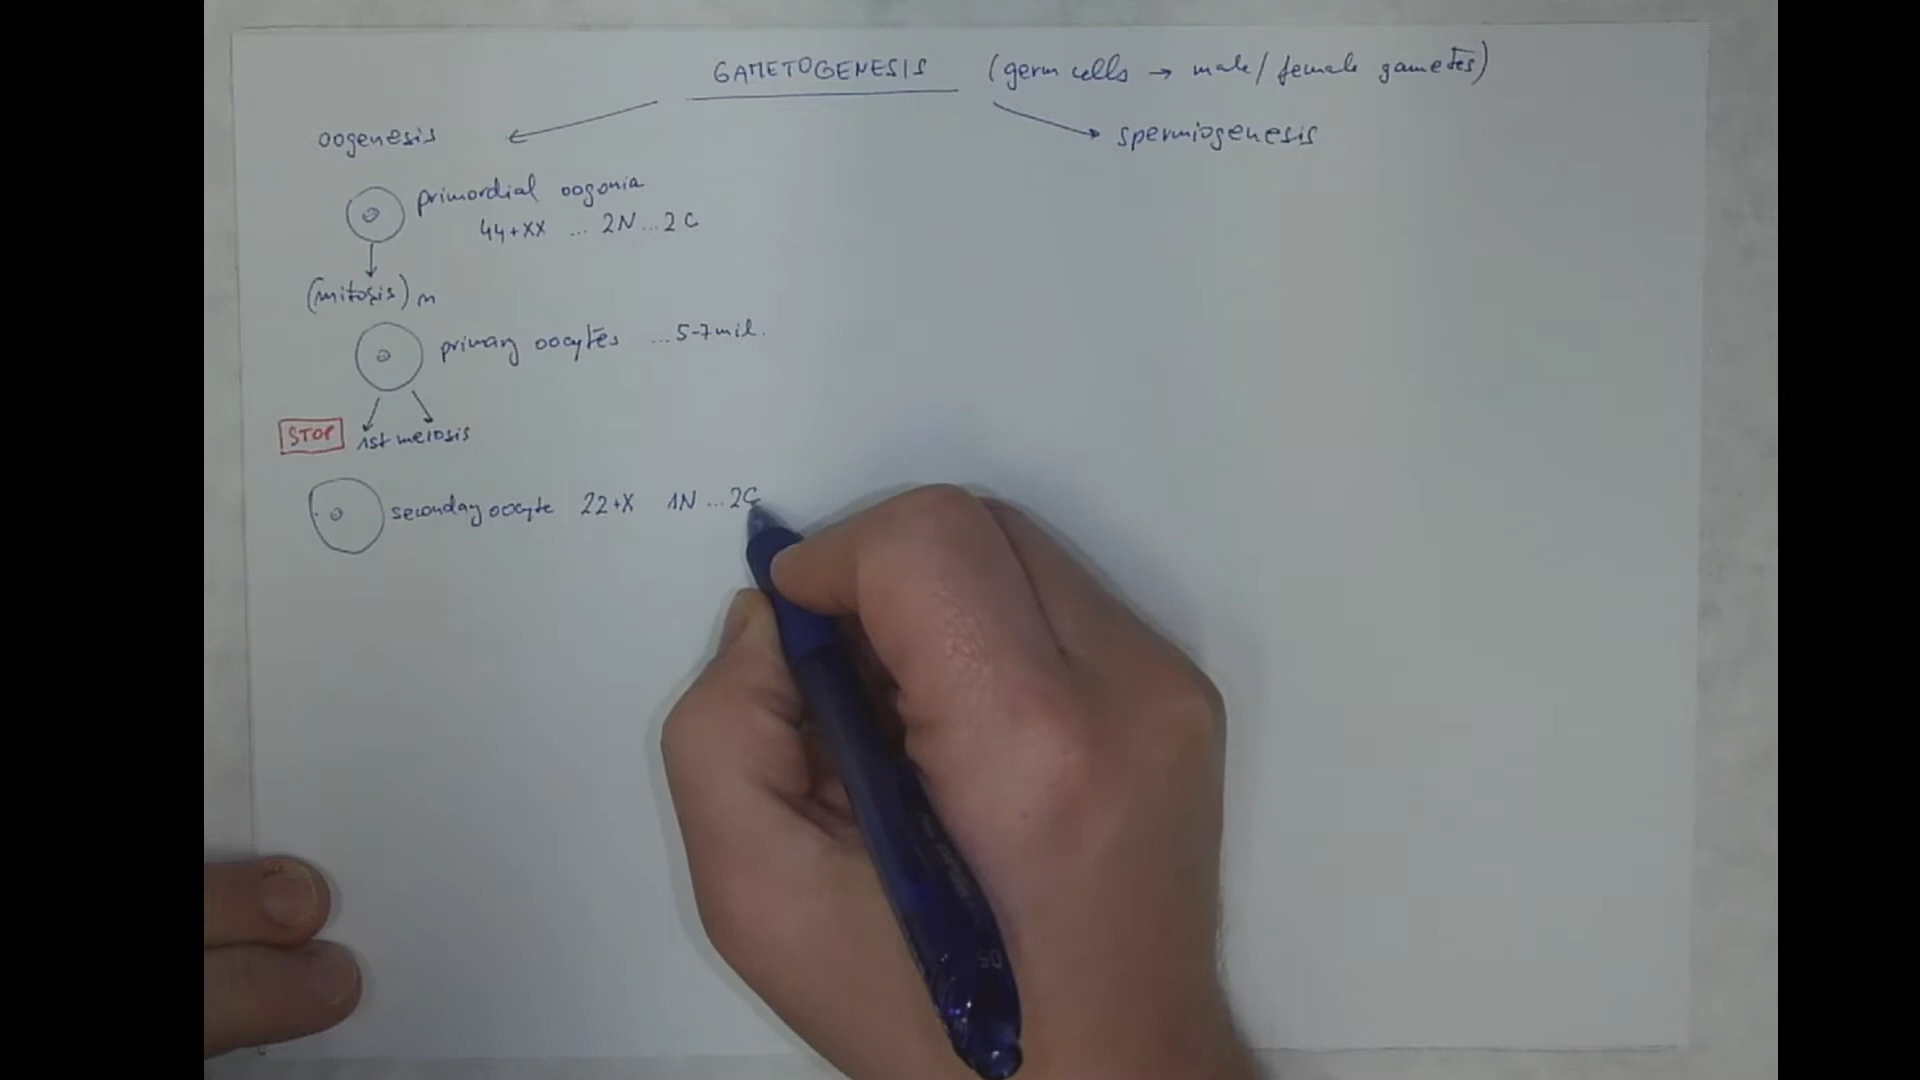 GAMETOGENESIS (germ cells → male/female gametes)
oogenesis
spermiogenesis
primordial oogonia
44+XX ... 2N ... 2C
(mitosis) n
primary oocytes ... 5-7 mil.
STOP 1st meiosis
seconday oocyte 22+X 1N ... 2C